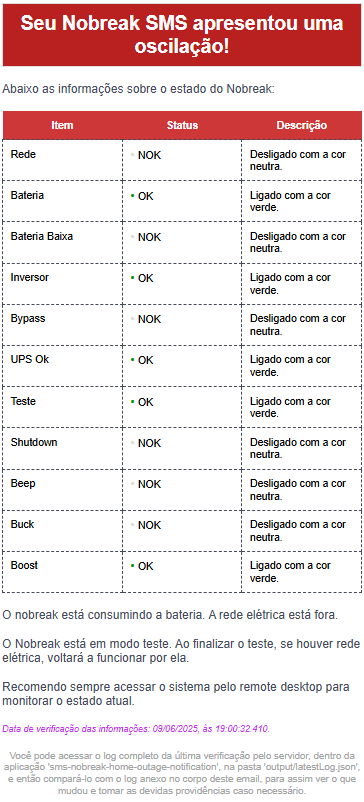 Seu Nobreak SMS apresentou uma
oscilação!
Abaixo as informações sobre o estado do Nobreak:
Item Status Descrição
Rede • NOK Desligado com a cor
neutra.
Bateria • OK Ligado com a cor
verde.
Bateria Baixa • NOK Desligado com a cor
neutra.
Inversor • OK Ligado com a cor
verde.
Bypass • NOK Desligado com a cor
neutra.
UPS Ok • OK Ligado com a cor
verde.
Teste • OK Ligado com a cor
verde.
Shutdown • NOK Desligado com a cor
neutra.
Beep • NOK Desligado com a cor
neutra.
Buck • NOK Desligado com a cor
neutra.
Boost • OK Ligado com a cor
verde.
O nobreak está consumindo a bateria. A rede elétrica está fora.
O Nobreak está em modo teste. Ao finalizar o teste, se houver rede
elétrica, voltará a funcionar por ela.
Recomendo sempre acessar o sistema pelo remote desktop para
monitorar o estado atual.
Data de verificação das informações: 09/06/2025, às 19:00:32.410.
Você pode acessar o log completo da última verificação pelo servidor, dentro da
aplicação 'sms-nobreak-home-outage-notification', na pasta 'output/latestLog.json',
e então compará-lo com o log anexo no corpo deste email, para assim ver o que
mudou e tomar as devidas providências caso necessário.